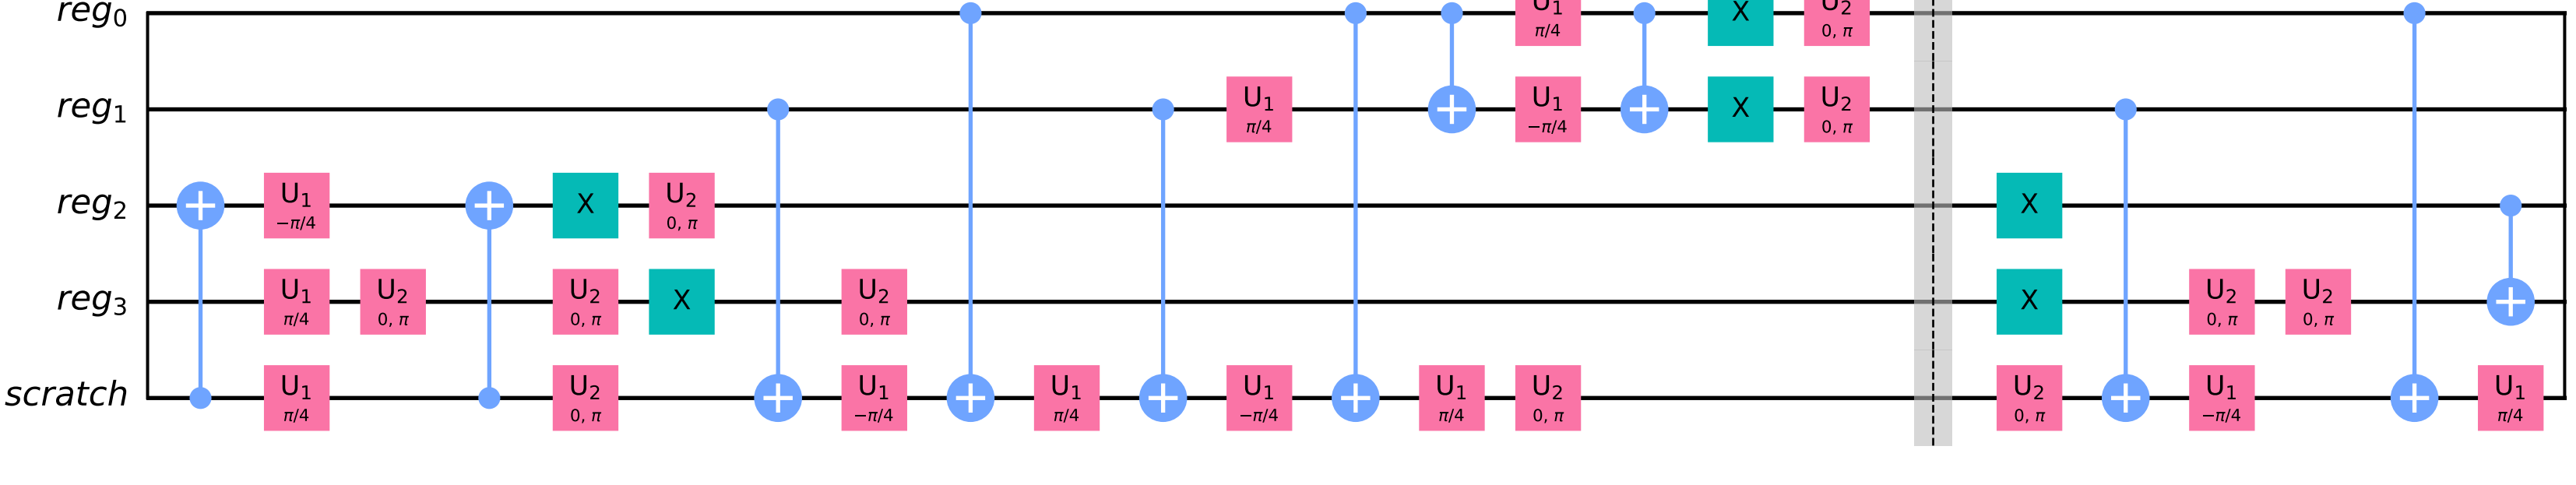 reg₀ U₁ X U₂
π/4 0, π
reg₁ U₁ U₁ X U₂
π/4 −π/4 0, π
reg₂ U₁ X U₂ X
−π/4 0, π
reg₃ U₁ U₂ U₂ X U₂ X U₂ U₂
π/4 0, π 0, π 0, π 0, π 0, π
scratch U₁ U₂ U₁ U₁ U₁ U₁ U₂ U₂ U₁ U₁
π/4 0, π −π/4 π/4 −π/4 π/4 0, π 0, π −π/4 π/4